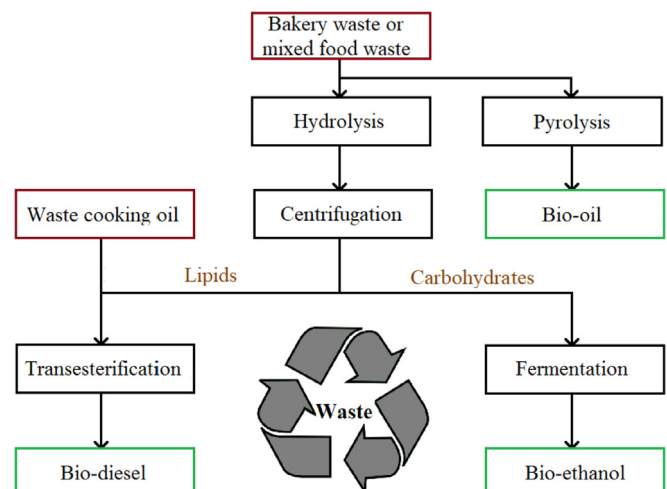 Bakery waste or
mixed food waste
Hydrolysis
Pyrolysis
Waste cooking oil
Centrifugation
Bio-oil
Lipids
Carbohydrates
Transesterification
Fermentation
Waste
Bio-diesel
Bio-ethanol